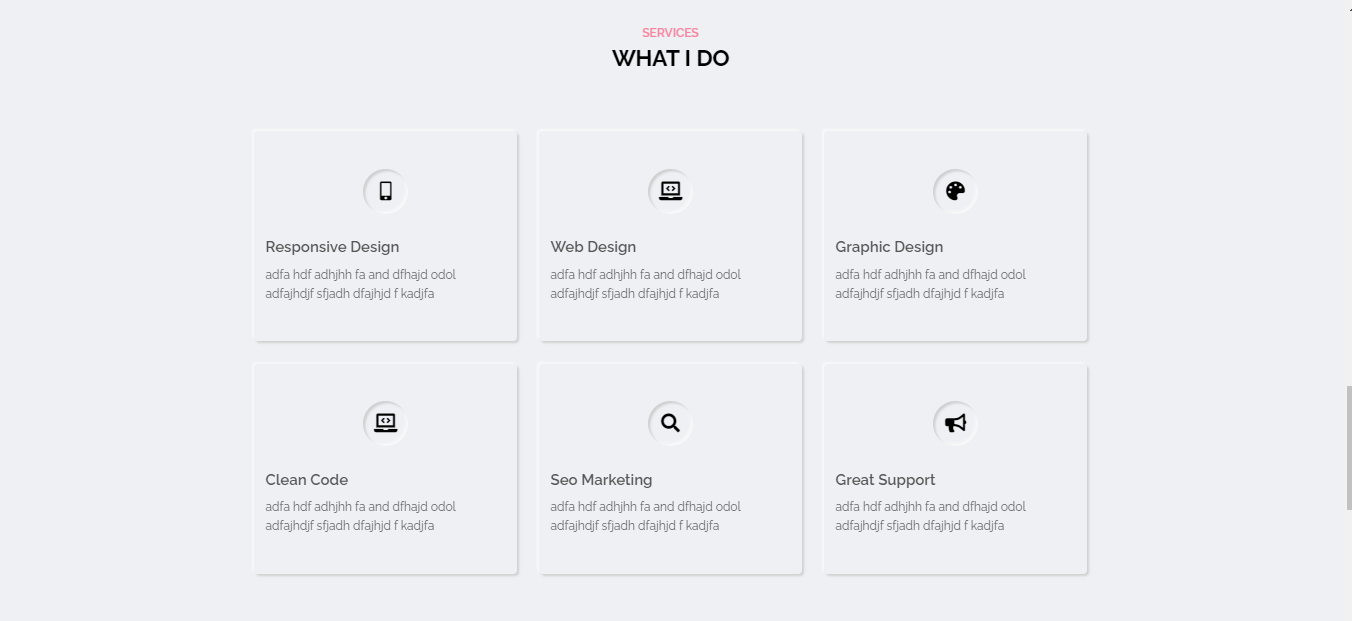 SERVICES
WHAT I DO
Responsive Design
adfa hdf adhjhh fa and dfhajd odol
adfajhdjf sfjadh dfajhjd f kadjfa
Web Design
adfa hdf adhjhh fa and dfhajd odol
adfajhdjf sfjadh dfajhjd f kadjfa
Graphic Design
adfa hdf adhjhh fa and dfhajd odol
adfajhdjf sfjadh dfajhjd f kadjfa
Clean Code
adfa hdf adhjhh fa and dfhajd odol
adfajhdjf sfjadh dfajhjd f kadjfa
Seo Marketing
adfa hdf adhjhh fa and dfhajd odol
adfajhdjf sfjadh dfajhjd f kadjfa
Great Support
adfa hdf adhjhh fa and dfhajd odol
adfajhdjf sfjadh dfajhjd f kadjfa